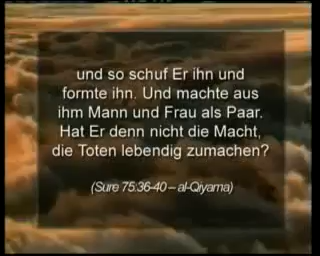 und so schuf Er ihn und
formte ihn. Und machte aus
ihm Mann und Frau als Paar.
Hat Er denn nicht die Macht,
die Toten lebendig zumachen?
(Sure 75:36-40 – al-Qiyama)